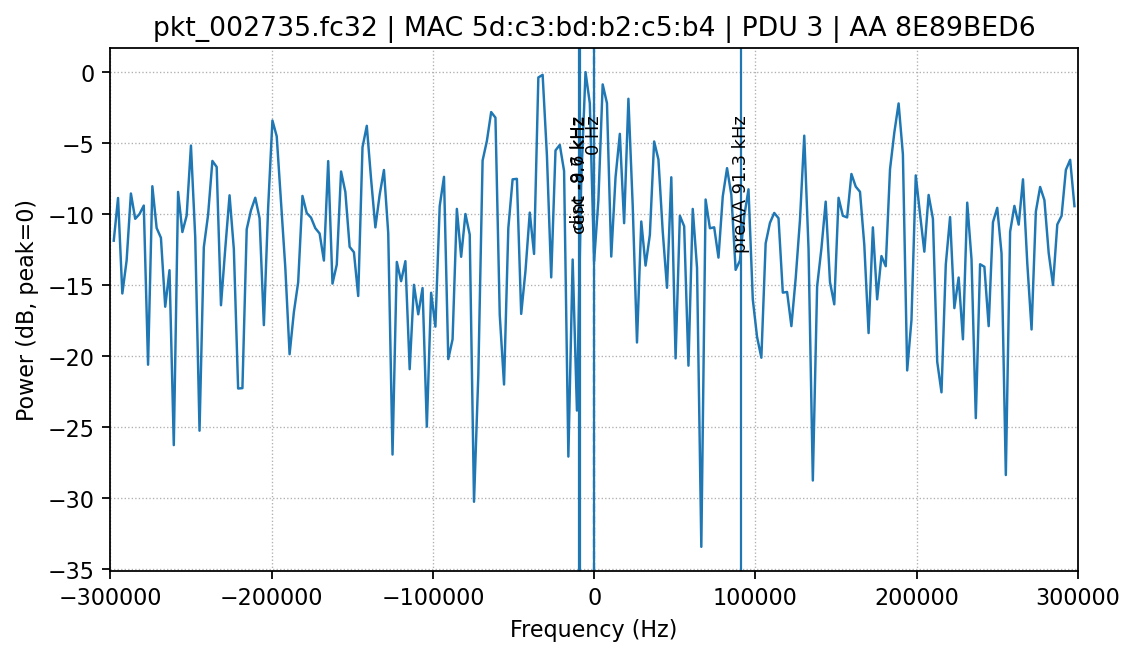 pkt_002735.fc32 | MAC 5d:c3:bd:b2:c5:b4 | PDU 3 | AA 8E89BED6
Power (dB, peak=0)
0
−5
−10
−15
−20
−25
−30
−35
kHz
0 Hz
preAA 91.3 kHz
−300000
−200000
−100000
0
100000
200000
300000
Frequency (Hz)